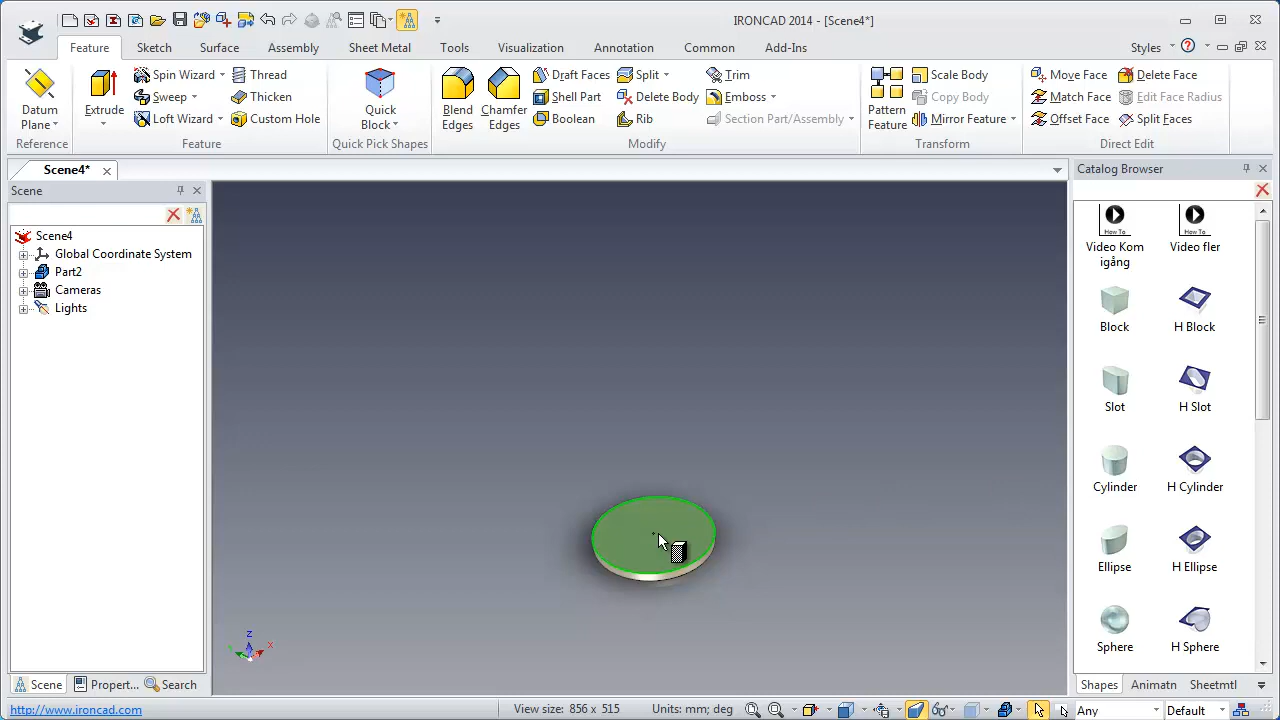 IRONCAD 2014 - [Scene4*]
Feature Sketch Surface Assembly Sheet Metal Tools Visualization Annotation Common Add-Ins Styles
Datum Plane
Reference
Extrude
Spin Wizard
Sweep
Loft Wizard
Thread
Thicken
Custom Hole
Feature
Quick Block
Quick Pick Shapes
Blend Edges
Chamfer Edges
Draft Faces
Shell Part
Boolean
Split
Delete Body
Rib
Trim
Emboss
Section Part/Assembly
Modify
Pattern Feature
Scale Body
Copy Body
Mirror Feature
Transform
Move Face
Match Face
Offset Face
Delete Face
Edit Face Radius
Split Faces
Direct Edit
Scene4*
Scene
Scene4
Global Coordinate System
Part2
Cameras
Lights
Z
X
Catalog Browser
How To
How To
Video Kom igång
Video fler
Block
H Block
Slot
H Slot
Cylinder
H Cylinder
Ellipse
H Ellipse
Sphere
H Sphere
Scene Propert... Search
Shapes Animatn Sheetmtl
http://www.ironcad.com
View size: 856 x 515
Units: mm; deg
Any
Default